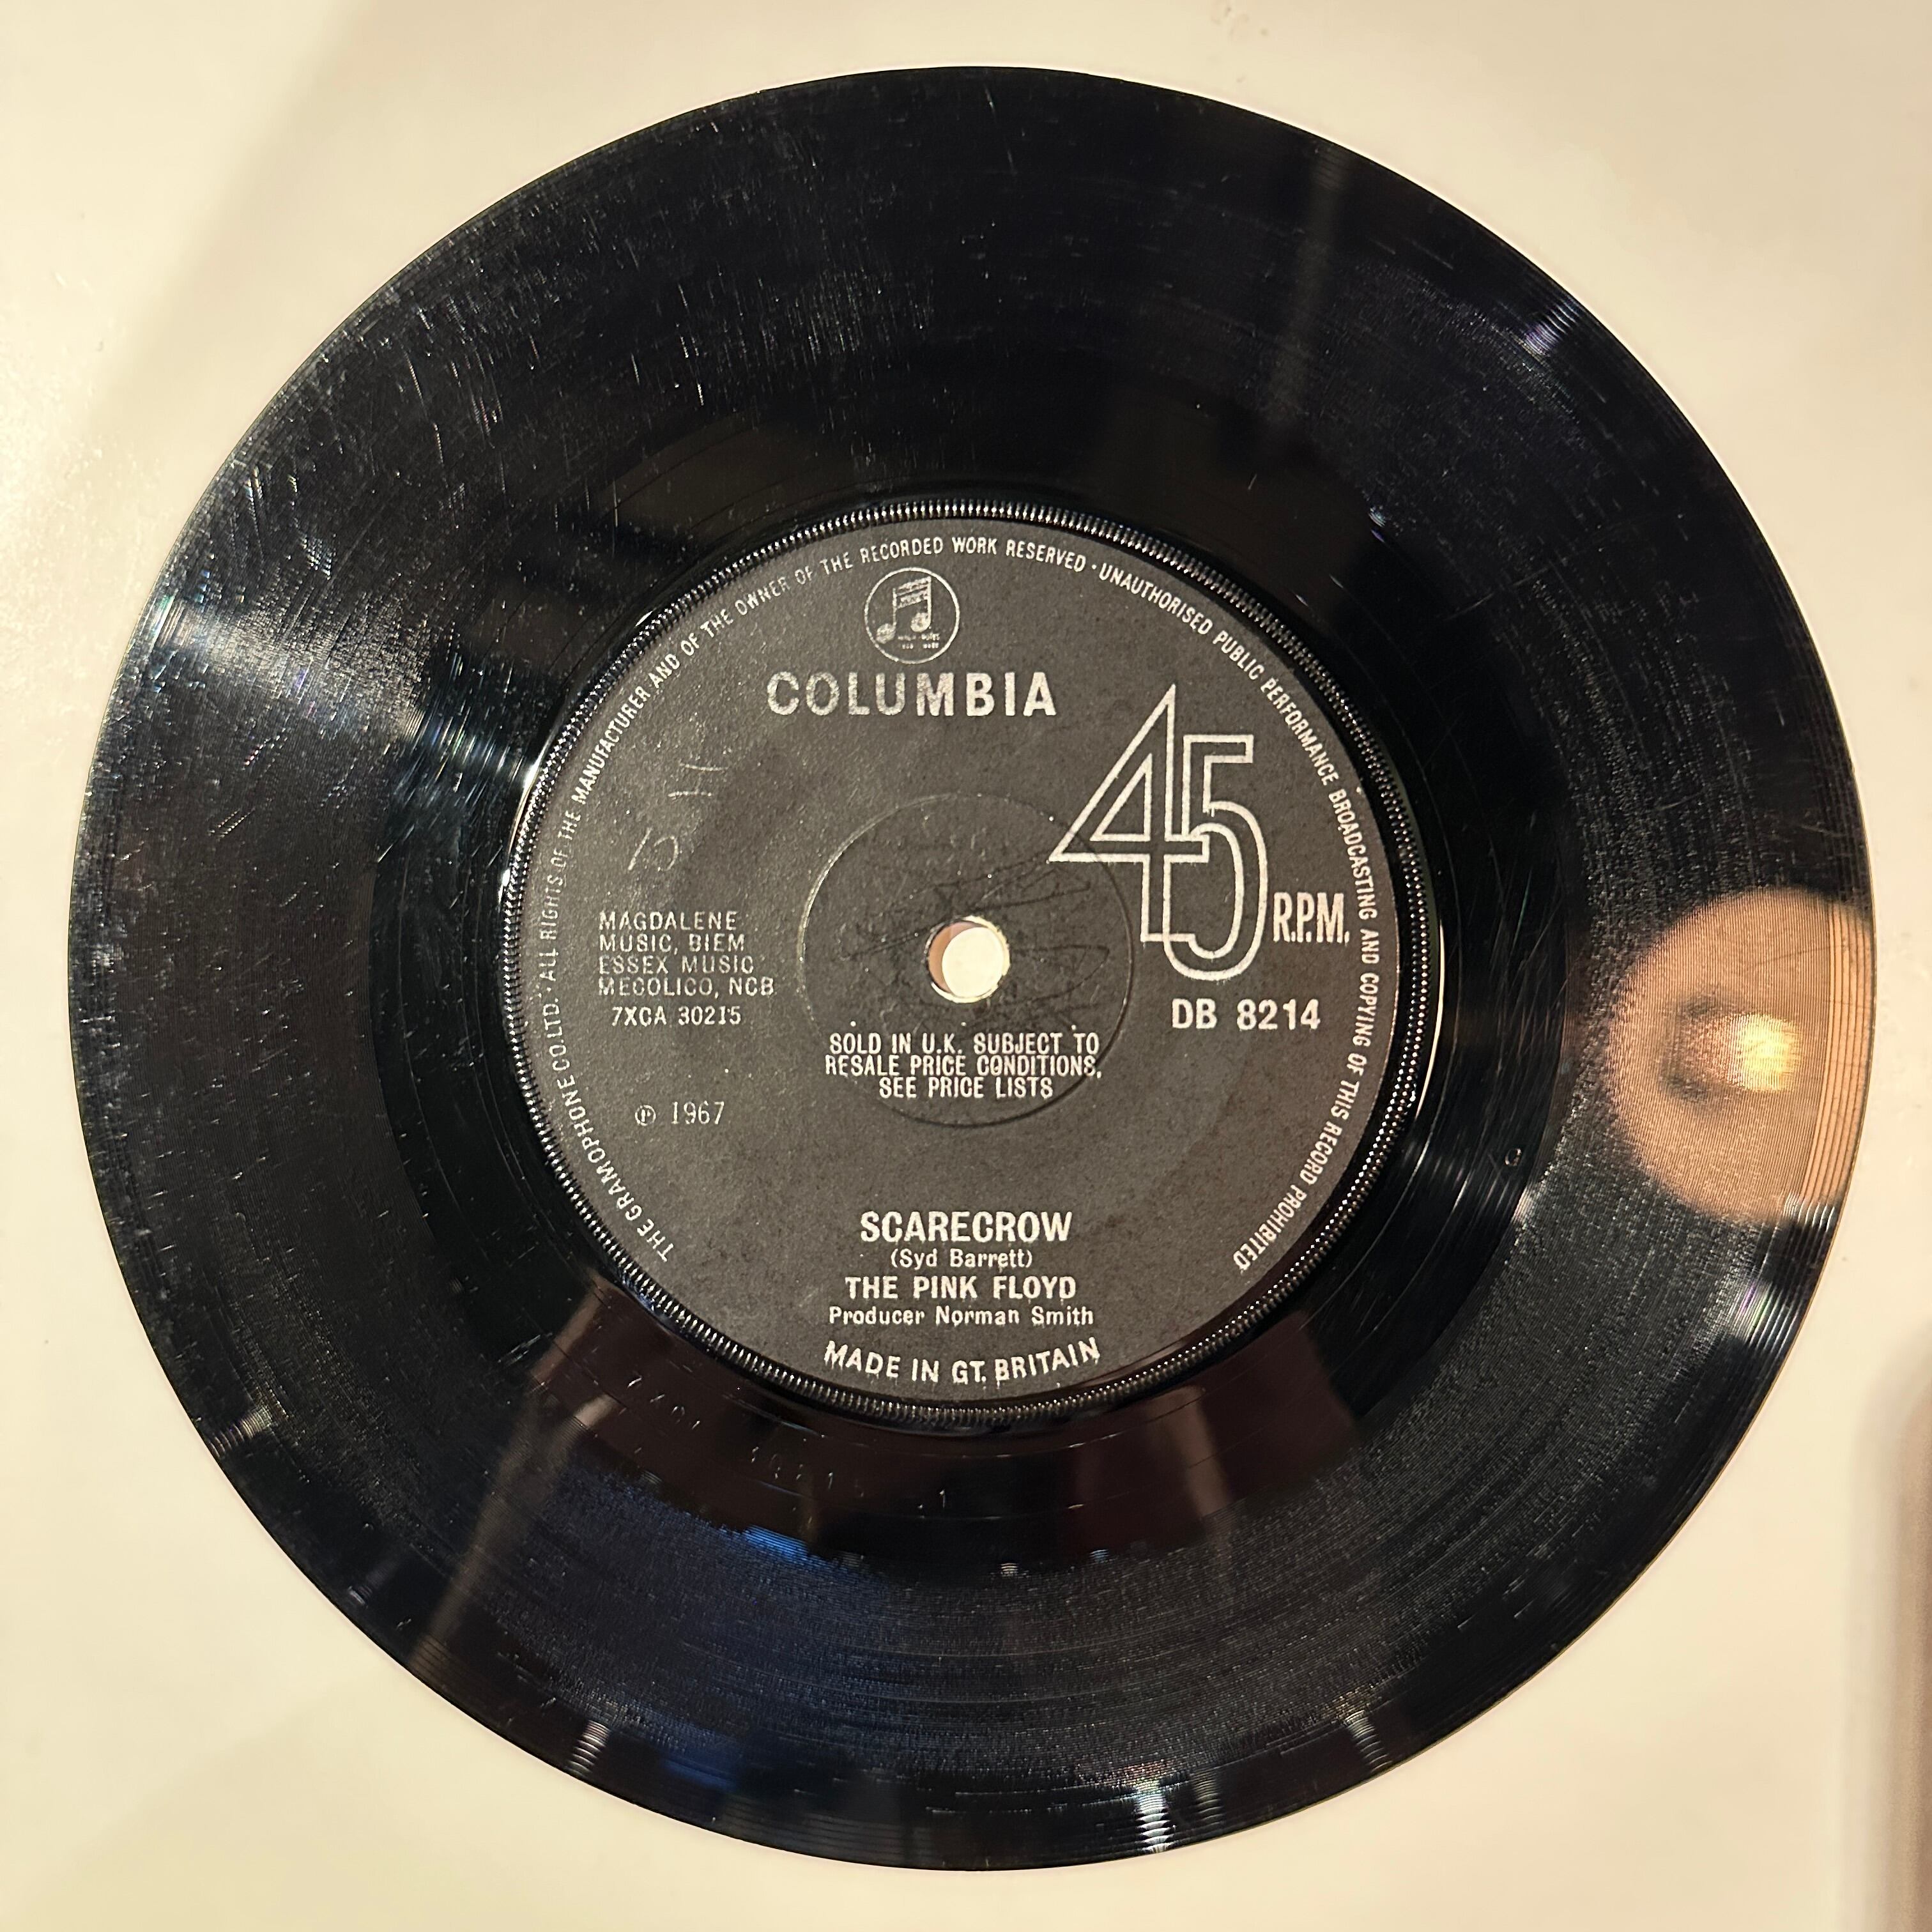 THE GRAMOPHONE CO. LTD. · ALL RIGHTS OF THE MANUFACTURER AND OF THE OWNER OF THE RECORDED WORK RESERVED · UNAUTHORISED PUBLIC PERFORMANCE BROADCASTING AND COPYING OF THIS RECORD PROHIBITED
COLUMBIA
45 R.P.M.
MAGDALENE
MUSIC, BIEM
ESSEX MUSIC
MECOLICO, NCB
7XCA 30215
DB 8214
SOLD IN U.K. SUBJECT TO
RESALE PRICE CONDITIONS,
SEE PRICE LISTS
℗ 1967
SCARECROW
(Syd Barrett)
THE PINK FLOYD
Producer Norman Smith
MADE IN GT. BRITAIN